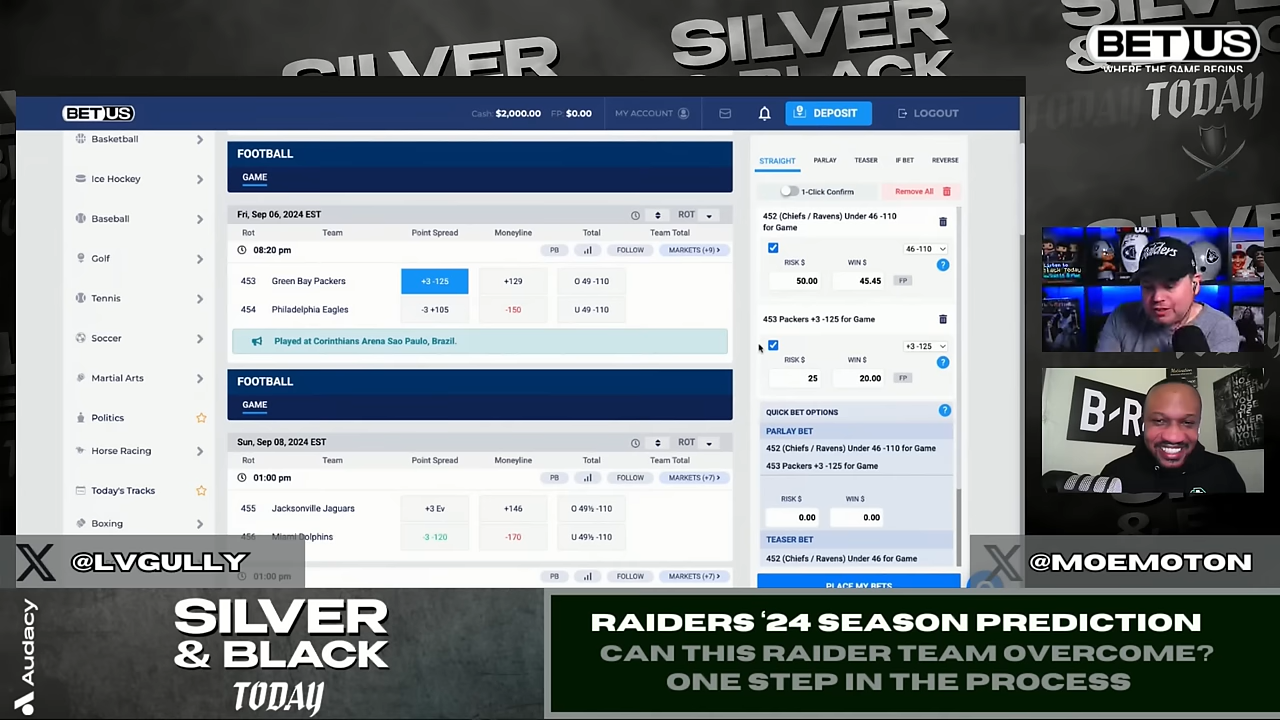 SILVER
SILVER
SILVER
BET US
WHERE THE GAME BEGINS
TODAY
BETUS
Cash: $2,000.00 FP: $0.00
MY ACCOUNT
DEPOSIT
LOGOUT
Basketball
Ice Hockey
Baseball
Golf
Tennis
Soccer
Martial Arts
Politics
Horse Racing
Today's Tracks
Boxing
FOOTBALL
GAME
Fri, Sep 06, 2024 EST ROT
Rot Team Point Spread Moneyline Total Team Total
08:20 pm PB FOLLOW MARKETS (+9)
453 Green Bay Packers +3 -125 +129 O 49 -110
454 Philadelphia Eagles -3 +105 -150 U 49 -110
Played at Corinthians Arena Sao Paulo, Brazil.
FOOTBALL
GAME
Sun, Sep 08, 2024 EST ROT
Rot Team Point Spread Moneyline Total Team Total
01:00 pm PB FOLLOW MARKETS (+7)
455 Jacksonville Jaguars +3 Ev +146 O 49½ -110
456 Miami Dolphins -3 -120 -170 U 49½ -110
01:00 pm PB FOLLOW MARKETS (+7)
STRAIGHT PARLAY TEASER IF BET REVERSE
1-Click Confirm Remove All
452 (Chiefs / Ravens) Under 46 -110
for Game
46 -110
RISK $ WIN $
50.00 45.45 FP
453 Packers +3 -125 for Game
+3 -125
RISK $ WIN $
25 20.00 FP
QUICK BET OPTIONS
PARLAY BET
452 (Chiefs / Ravens) Under 46 -110 for Game
453 Packers +3 -125 for Game
RISK $ WIN $
0.00 0.00
TEASER BET
452 (Chiefs / Ravens) Under 46 for Game
PLACE MY BETS
Raiders
X @LVGULLY
X @MOEMOTON
Audacy
SILVER
& BLACK
TODAY
RAIDERS ‘24 SEASON PREDICTION
CAN THIS RAIDER TEAM OVERCOME?
ONE STEP IN THE PROCESS